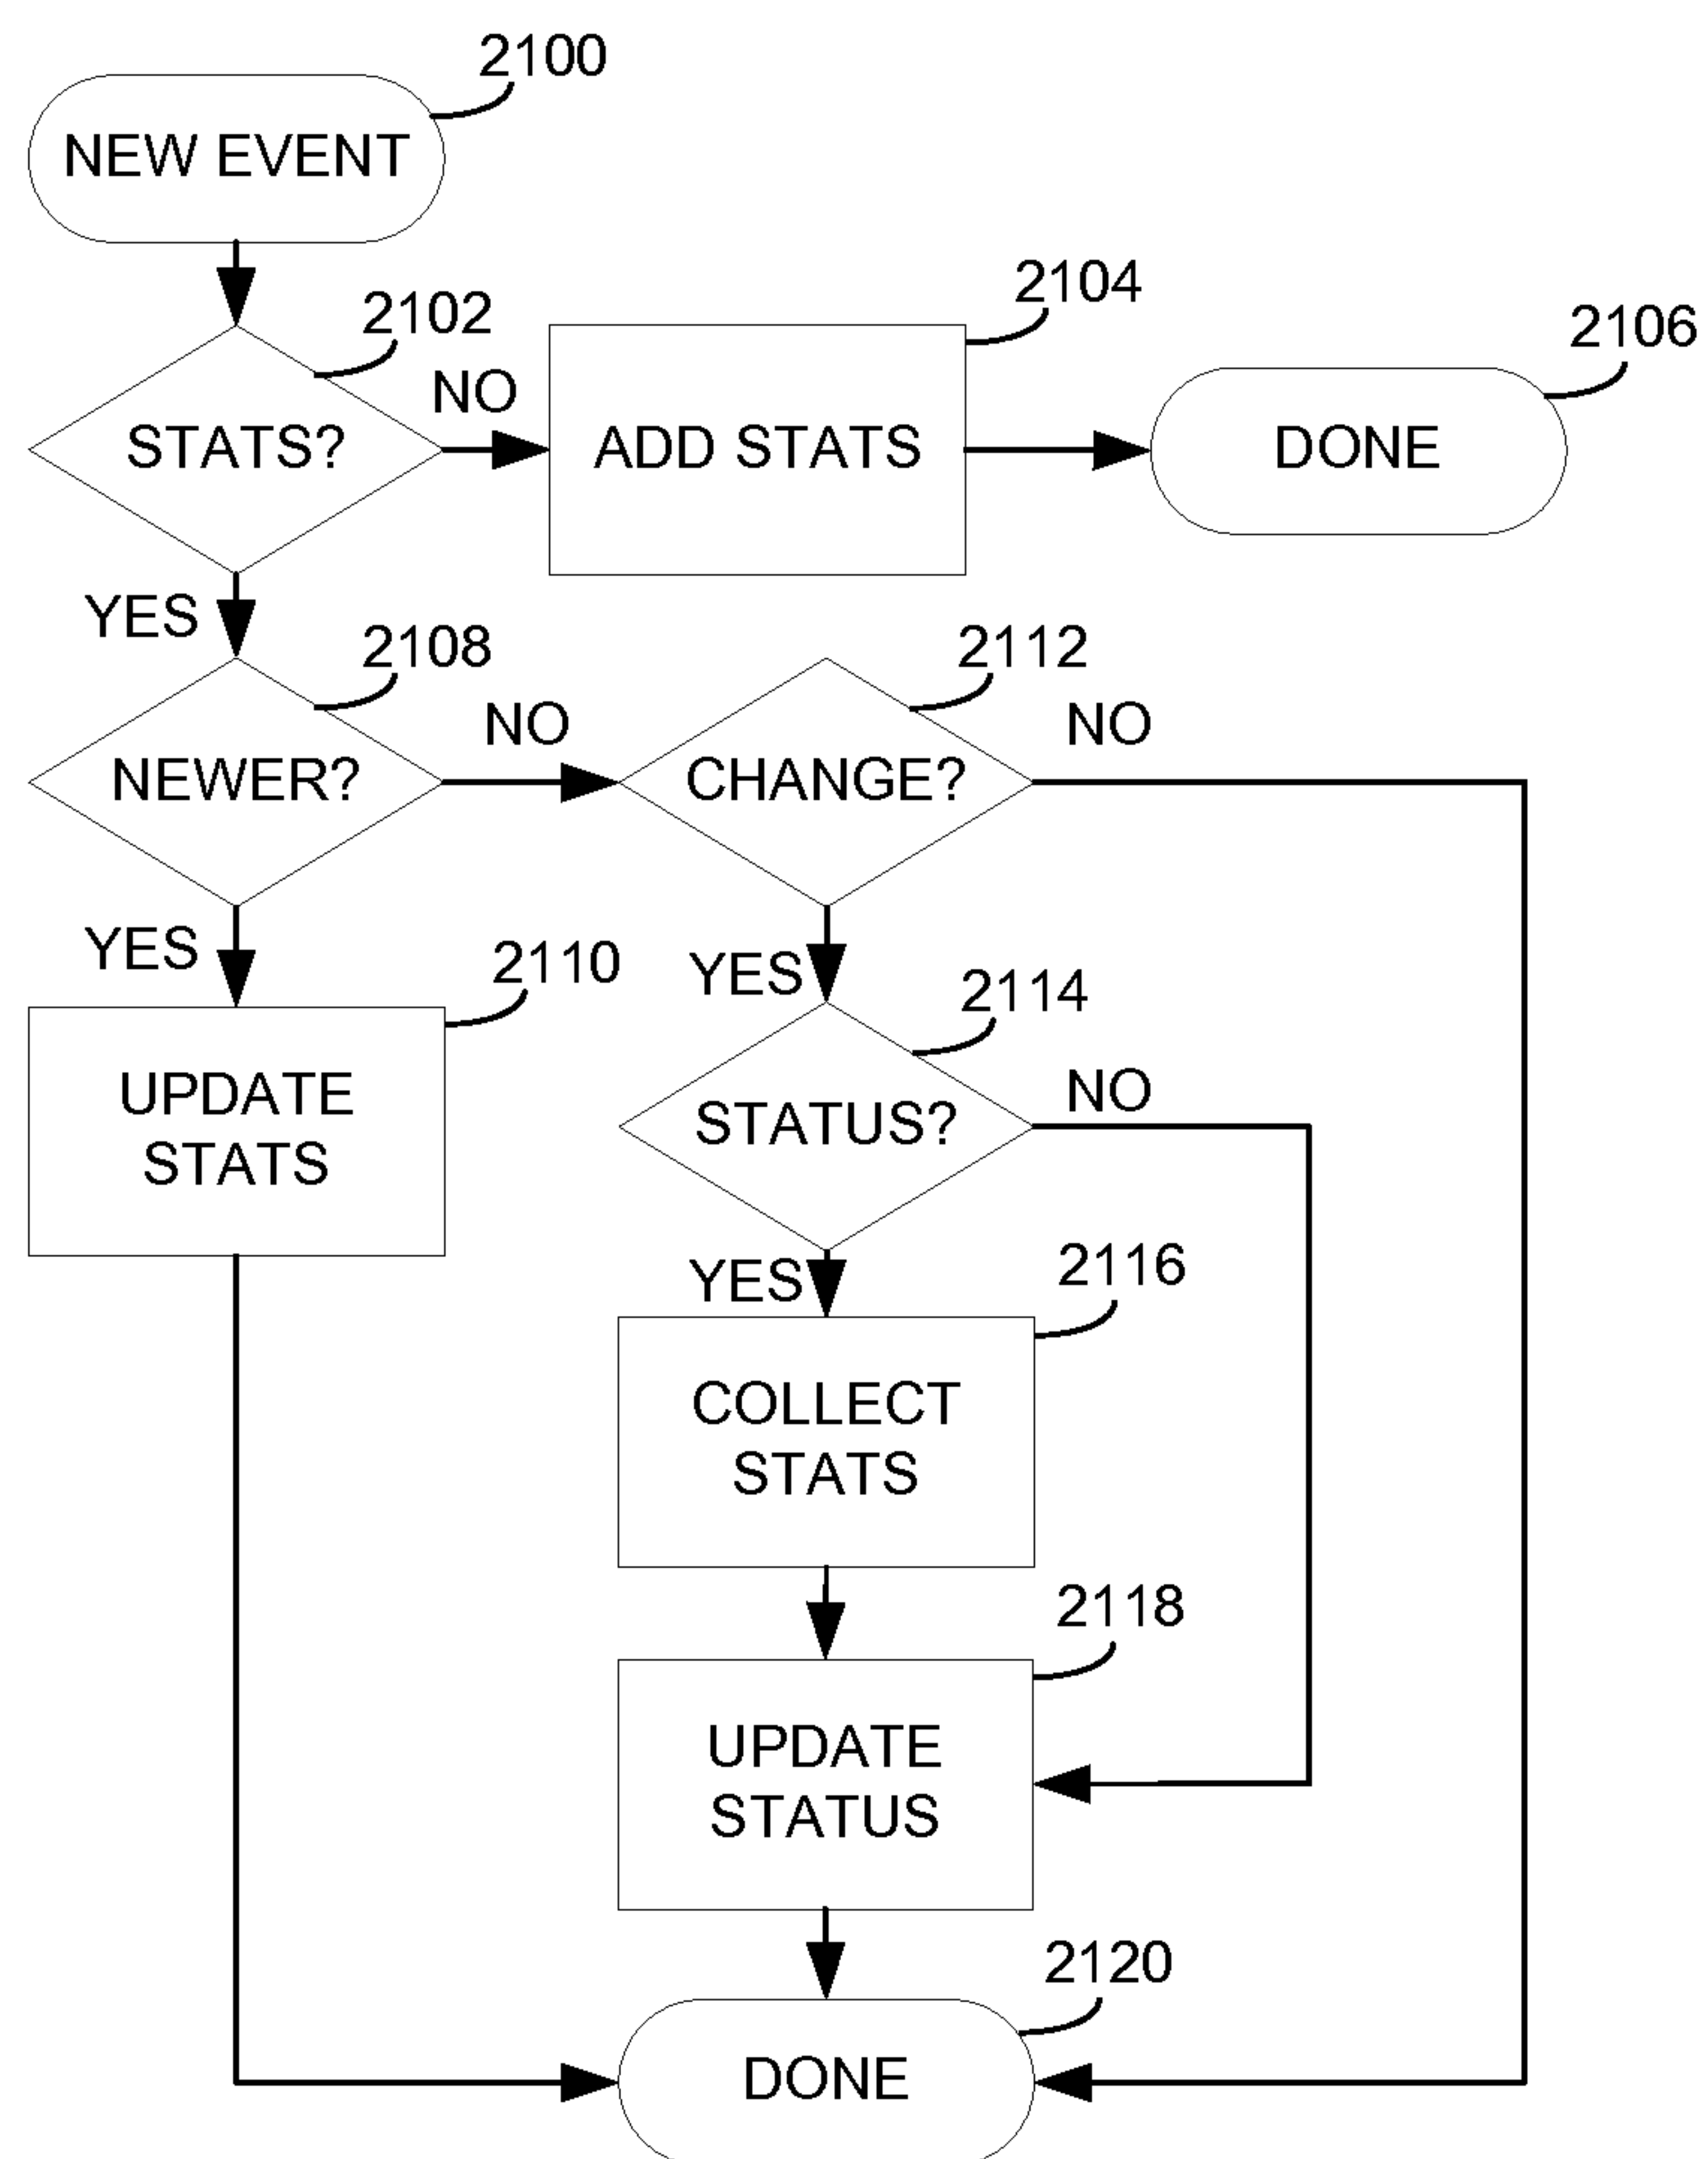 2100
NEW EVENT
2102
2104
2106
NO
STATS?
ADD STATS
DONE
YES
2108
2112
NO
NO
NEWER?
CHANGE?
YES
2110
YES
2114
UPDATE
STATS
NO
STATUS?
YES
2116
COLLECT
STATS
2118
UPDATE
STATUS
2120
DONE